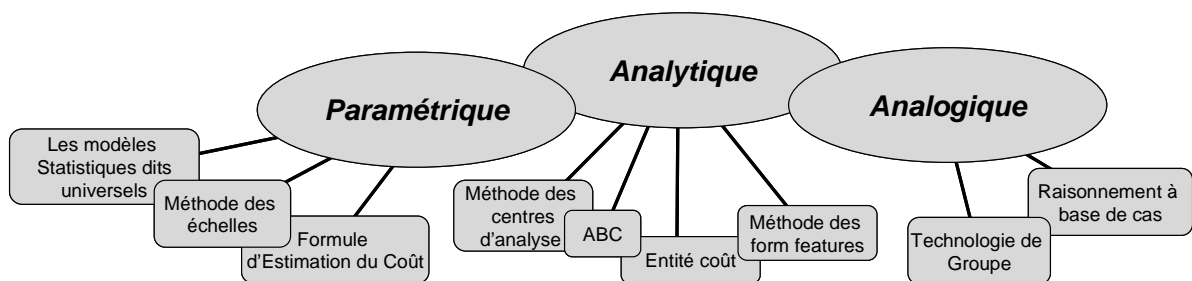 Paramétrique
Analytique
Analogique
Les modèles
Statistiques dits
universels
Méthode des
échelles
Formule
d’Estimation du Coût
Méthode des
centres
d’analyse
ABC
Entité coût
Méthode des
form features
Technologie de
Groupe
Raisonnement à
base de cas